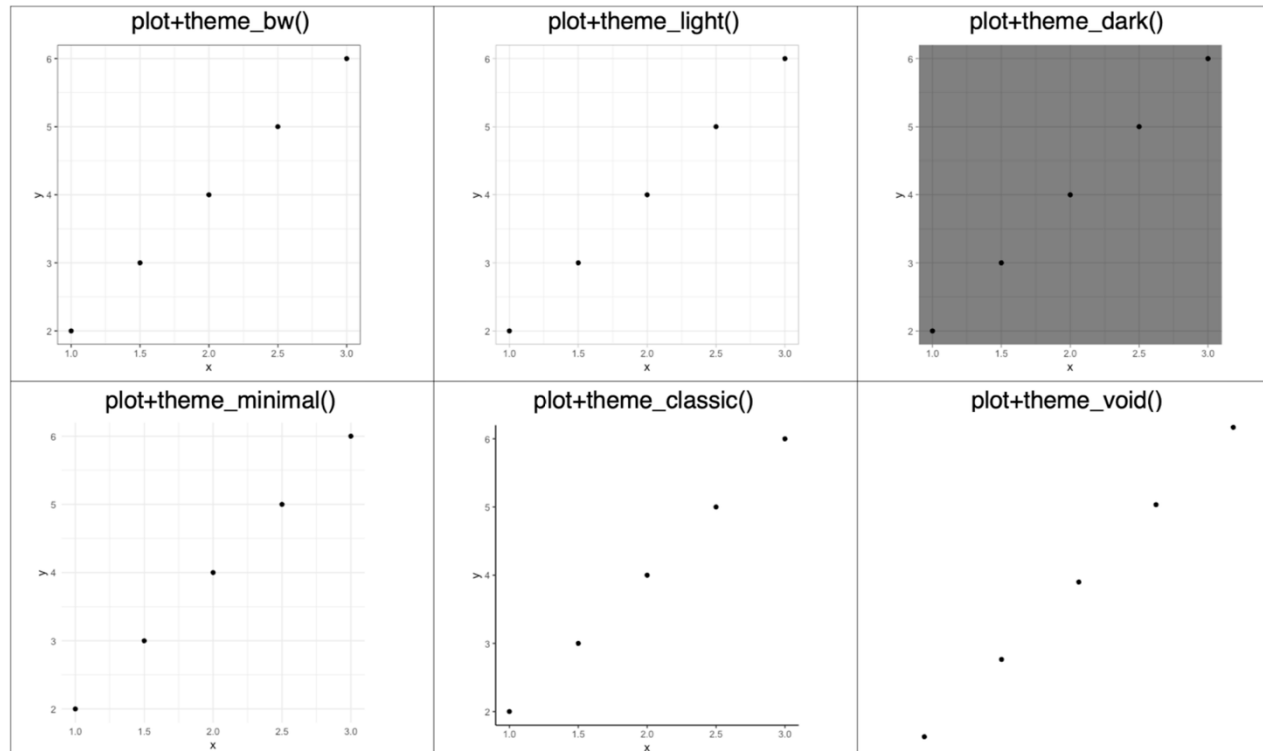 plot+theme_bw()
plot+theme_light()
plot+theme_dark()
6
5
y
4
3
2
1.0 1.5 2.0 2.5 3.0
x
6
5
y
4
3
2
1.0 1.5 2.0 2.5 3.0
x
6
5
y
4
3
2
1.0 1.5 2.0 2.5 3.0
x
plot+theme_minimal()
plot+theme_classic()
plot+theme_void()
6
5
y
4
3
2
1.0 1.5 2.0 2.5 3.0
x
6
5
y
4
3
2
1.0 1.5 2.0 2.5 3.0
x